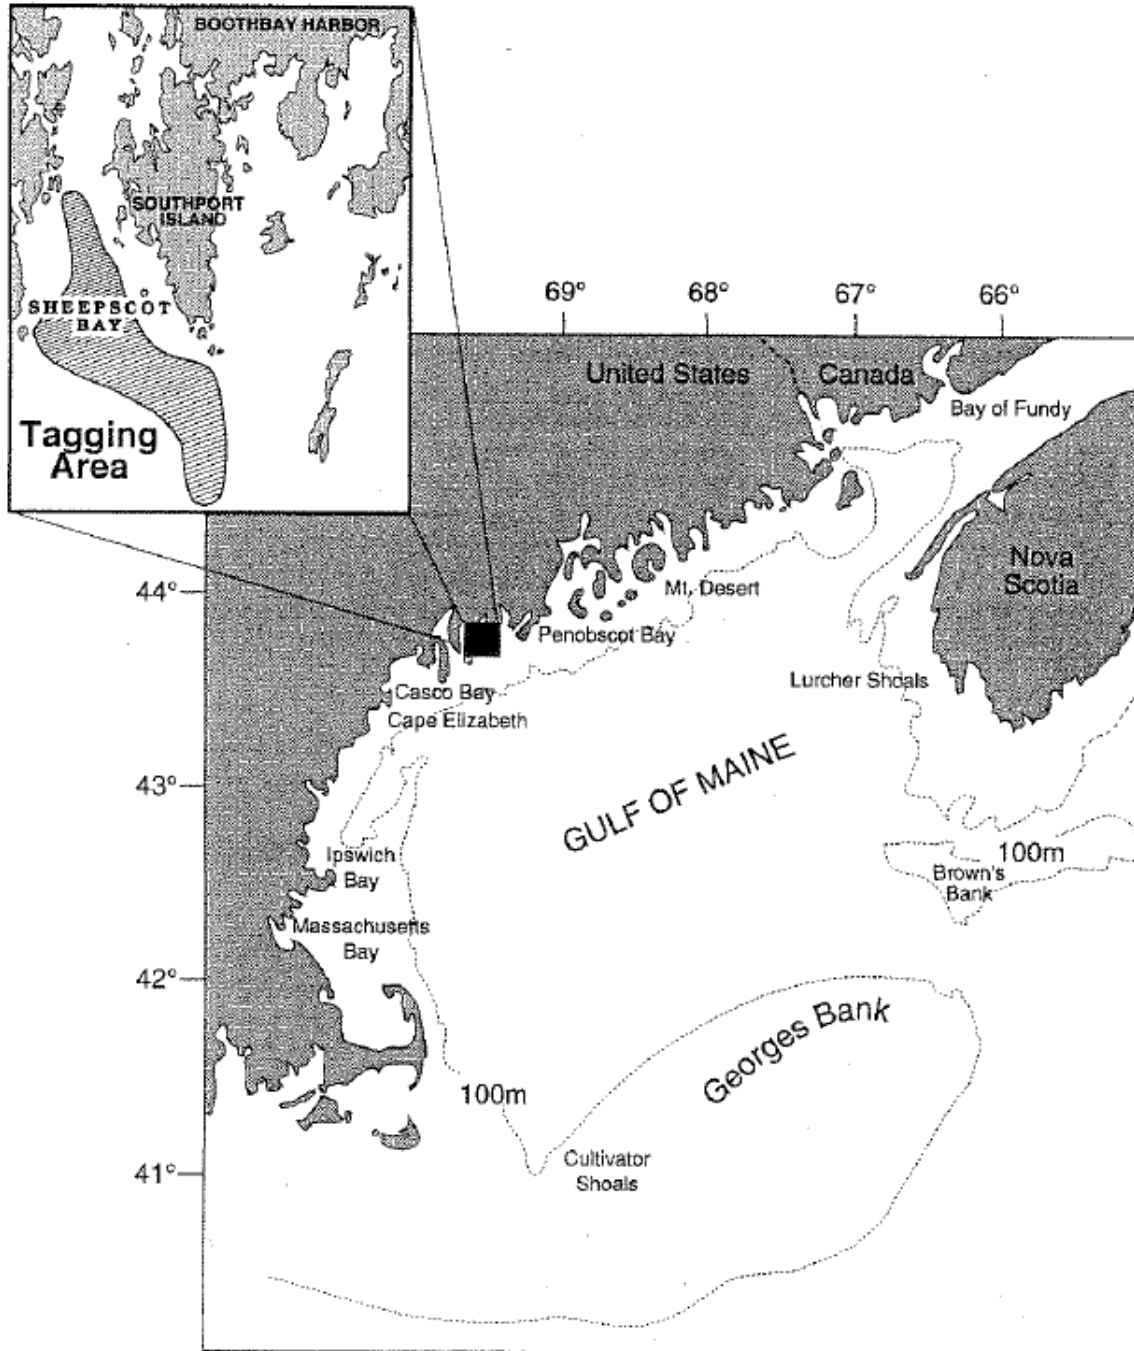 BOOTHBAY HARBOR
SOUTHPORT
ISLAND
SHEEPSCOT
BAY
Tagging
Area
69° 68° 67° 66°
United States
Canada
Bay of Fundy
Nova
Scotia
44°
Mt. Desert
Penobscot Bay
Lurcher Shoals
Casco Bay
Cape Elizabeth
43°
GULF OF MAINE
100m
Ipswich
Bay
Brown's
Bank
Massachusetts
Bay
42°
Georges Bank
100m
41°
Cultivator
Shoals